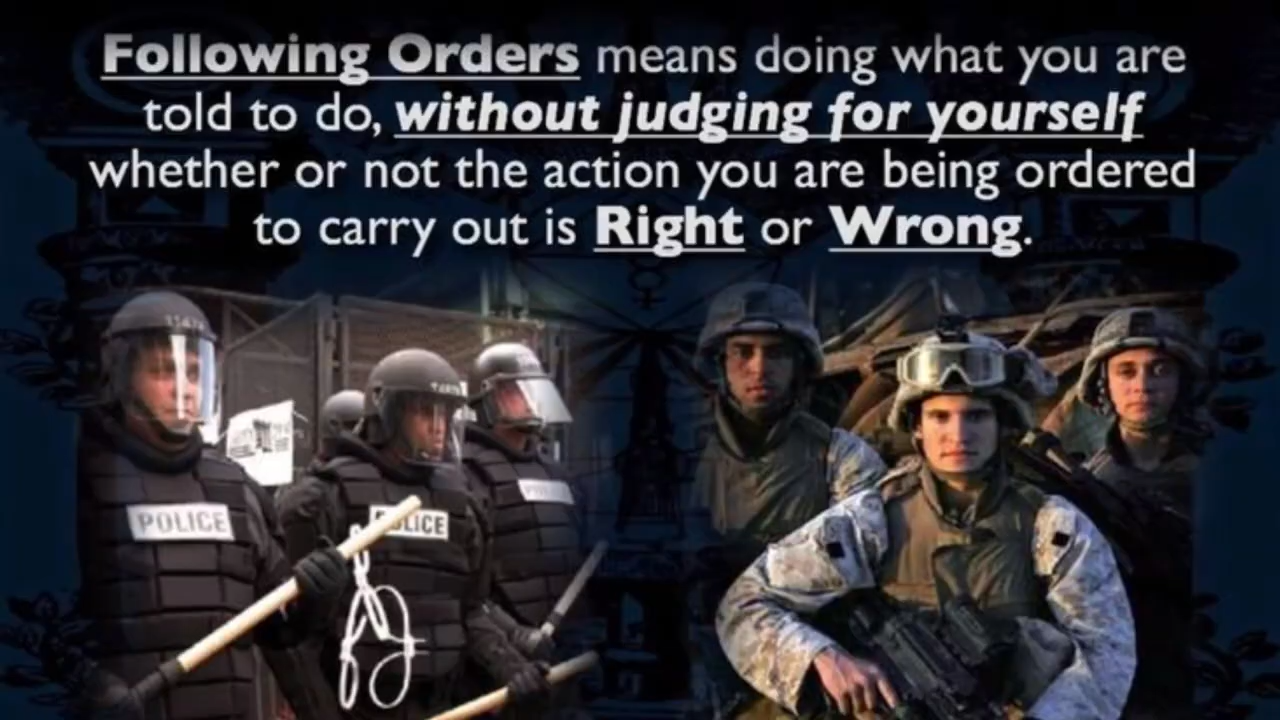 Following Orders means doing what you are
told to do, without judging for yourself
whether or not the action you are being ordered
to carry out is Right or Wrong.
POLICE
POLICE